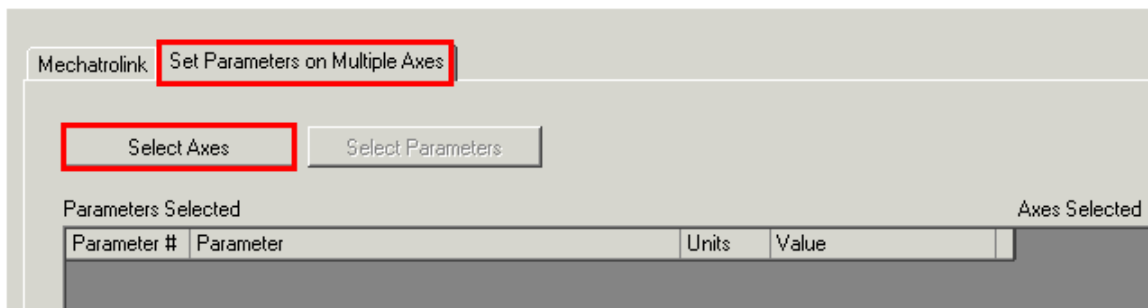 Mechatrolink Set Parameters on Multiple Axes
Select Axes Select Parameters
Parameters Selected Axes Selected
Parameter # Parameter Units Value